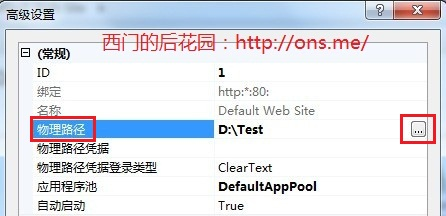 高级设置
西门的后花园：http://ons.me/
(常规)
ID 1
绑定 http:*:80:
名称 Default Web Site
物理路径 D:\Test ...
物理路径凭据
物理路径凭据登录类型 ClearText
应用程序池 DefaultAppPool
自动启动 True